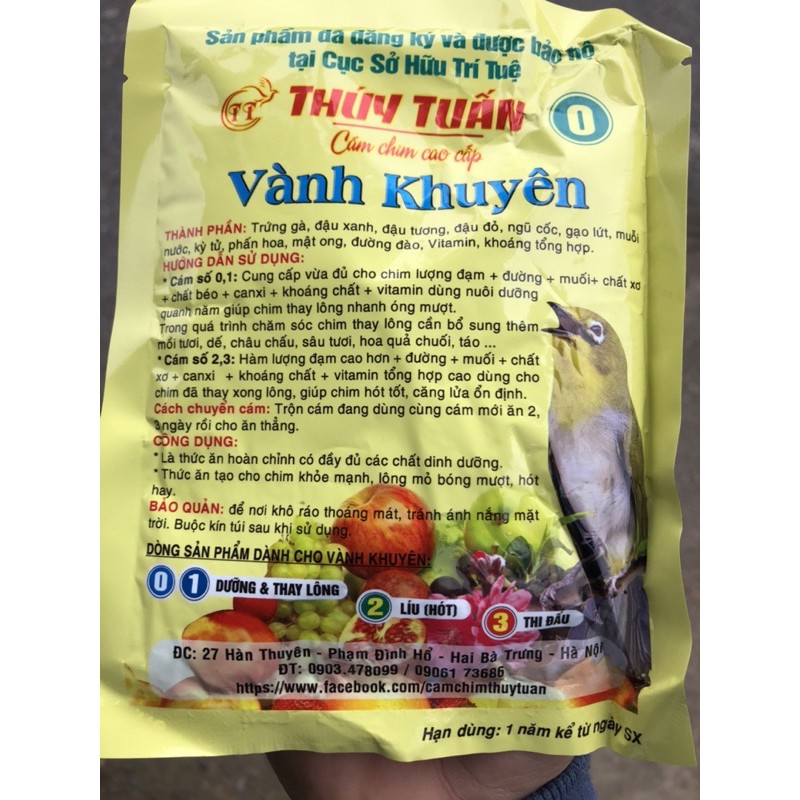 Sản phẩm đã đăng ký và được bảo hộ
tại Cục Sở Hữu Trí Tuệ
TT THÚY TUẤN 0
Cám chim cao cấp
Vành Khuyên
THÀNH PHẦN: Trứng gà, đậu xanh, đậu tương, đậu đỏ, ngũ cốc, gạo lứt, muỗi
nước, kỳ tử, phấn hoa, mật ong, đường đào, Vitamin, khoáng tổng hợp.
HƯỚNG DẪN SỬ DỤNG:
* Cám số 0,1: Cung cấp vừa đủ cho chim lượng đạm + đường + muối+ chất xơ
+ chất béo + canxi + khoáng chất + vitamin dùng nuôi dưỡng
quanh năm giúp chim thay lông nhanh óng mượt.
Trong quá trình chăm sóc chim thay lông cần bổ sung thêm
mồi tươi, dế, châu chấu, sâu tươi, hoa quả chuối, táo ...
* Cám số 2,3: Hàm lượng đạm cao hơn + đường + muối + chất
xơ + canxi + khoáng chất + vitamin tổng hợp cao dùng cho
chim đã thay xong lông, giúp chim hót tốt, căng lửa ổn định.
Cách chuyển cám: Trộn cám đang dùng cùng cám mới ăn 2,
3ngày rồi cho ăn thẳng.
CÔNG DỤNG:
* Là thức ăn hoàn chỉnh có đầy đủ các chất dinh dưỡng.
* Thức ăn tạo cho chim khỏe mạnh, lông mỏ bóng mượt, hót
hay.
BẢO QUẢN: để nơi khô ráo thoáng mát, tránh ánh nắng mặt
trời. Buộc kín túi sau khi sử dụng.
DÒNG SẢN PHẨM DÀNH CHO VÀNH KHUYÊN:
0 1 DƯỠNG & THAY LÔNG
2 LÍU (HÓT)
3 THI ĐẤU
ĐC: 27 Hàn Thuyên - Phạm Đình Hổ - Hai Bà Trưng - Hà Nội
ĐT: 0903.478099 / 09061 73686
https://www.facebook.com/camchimthuytuan
Hạn dùng: 1 năm kể từ ngày SX